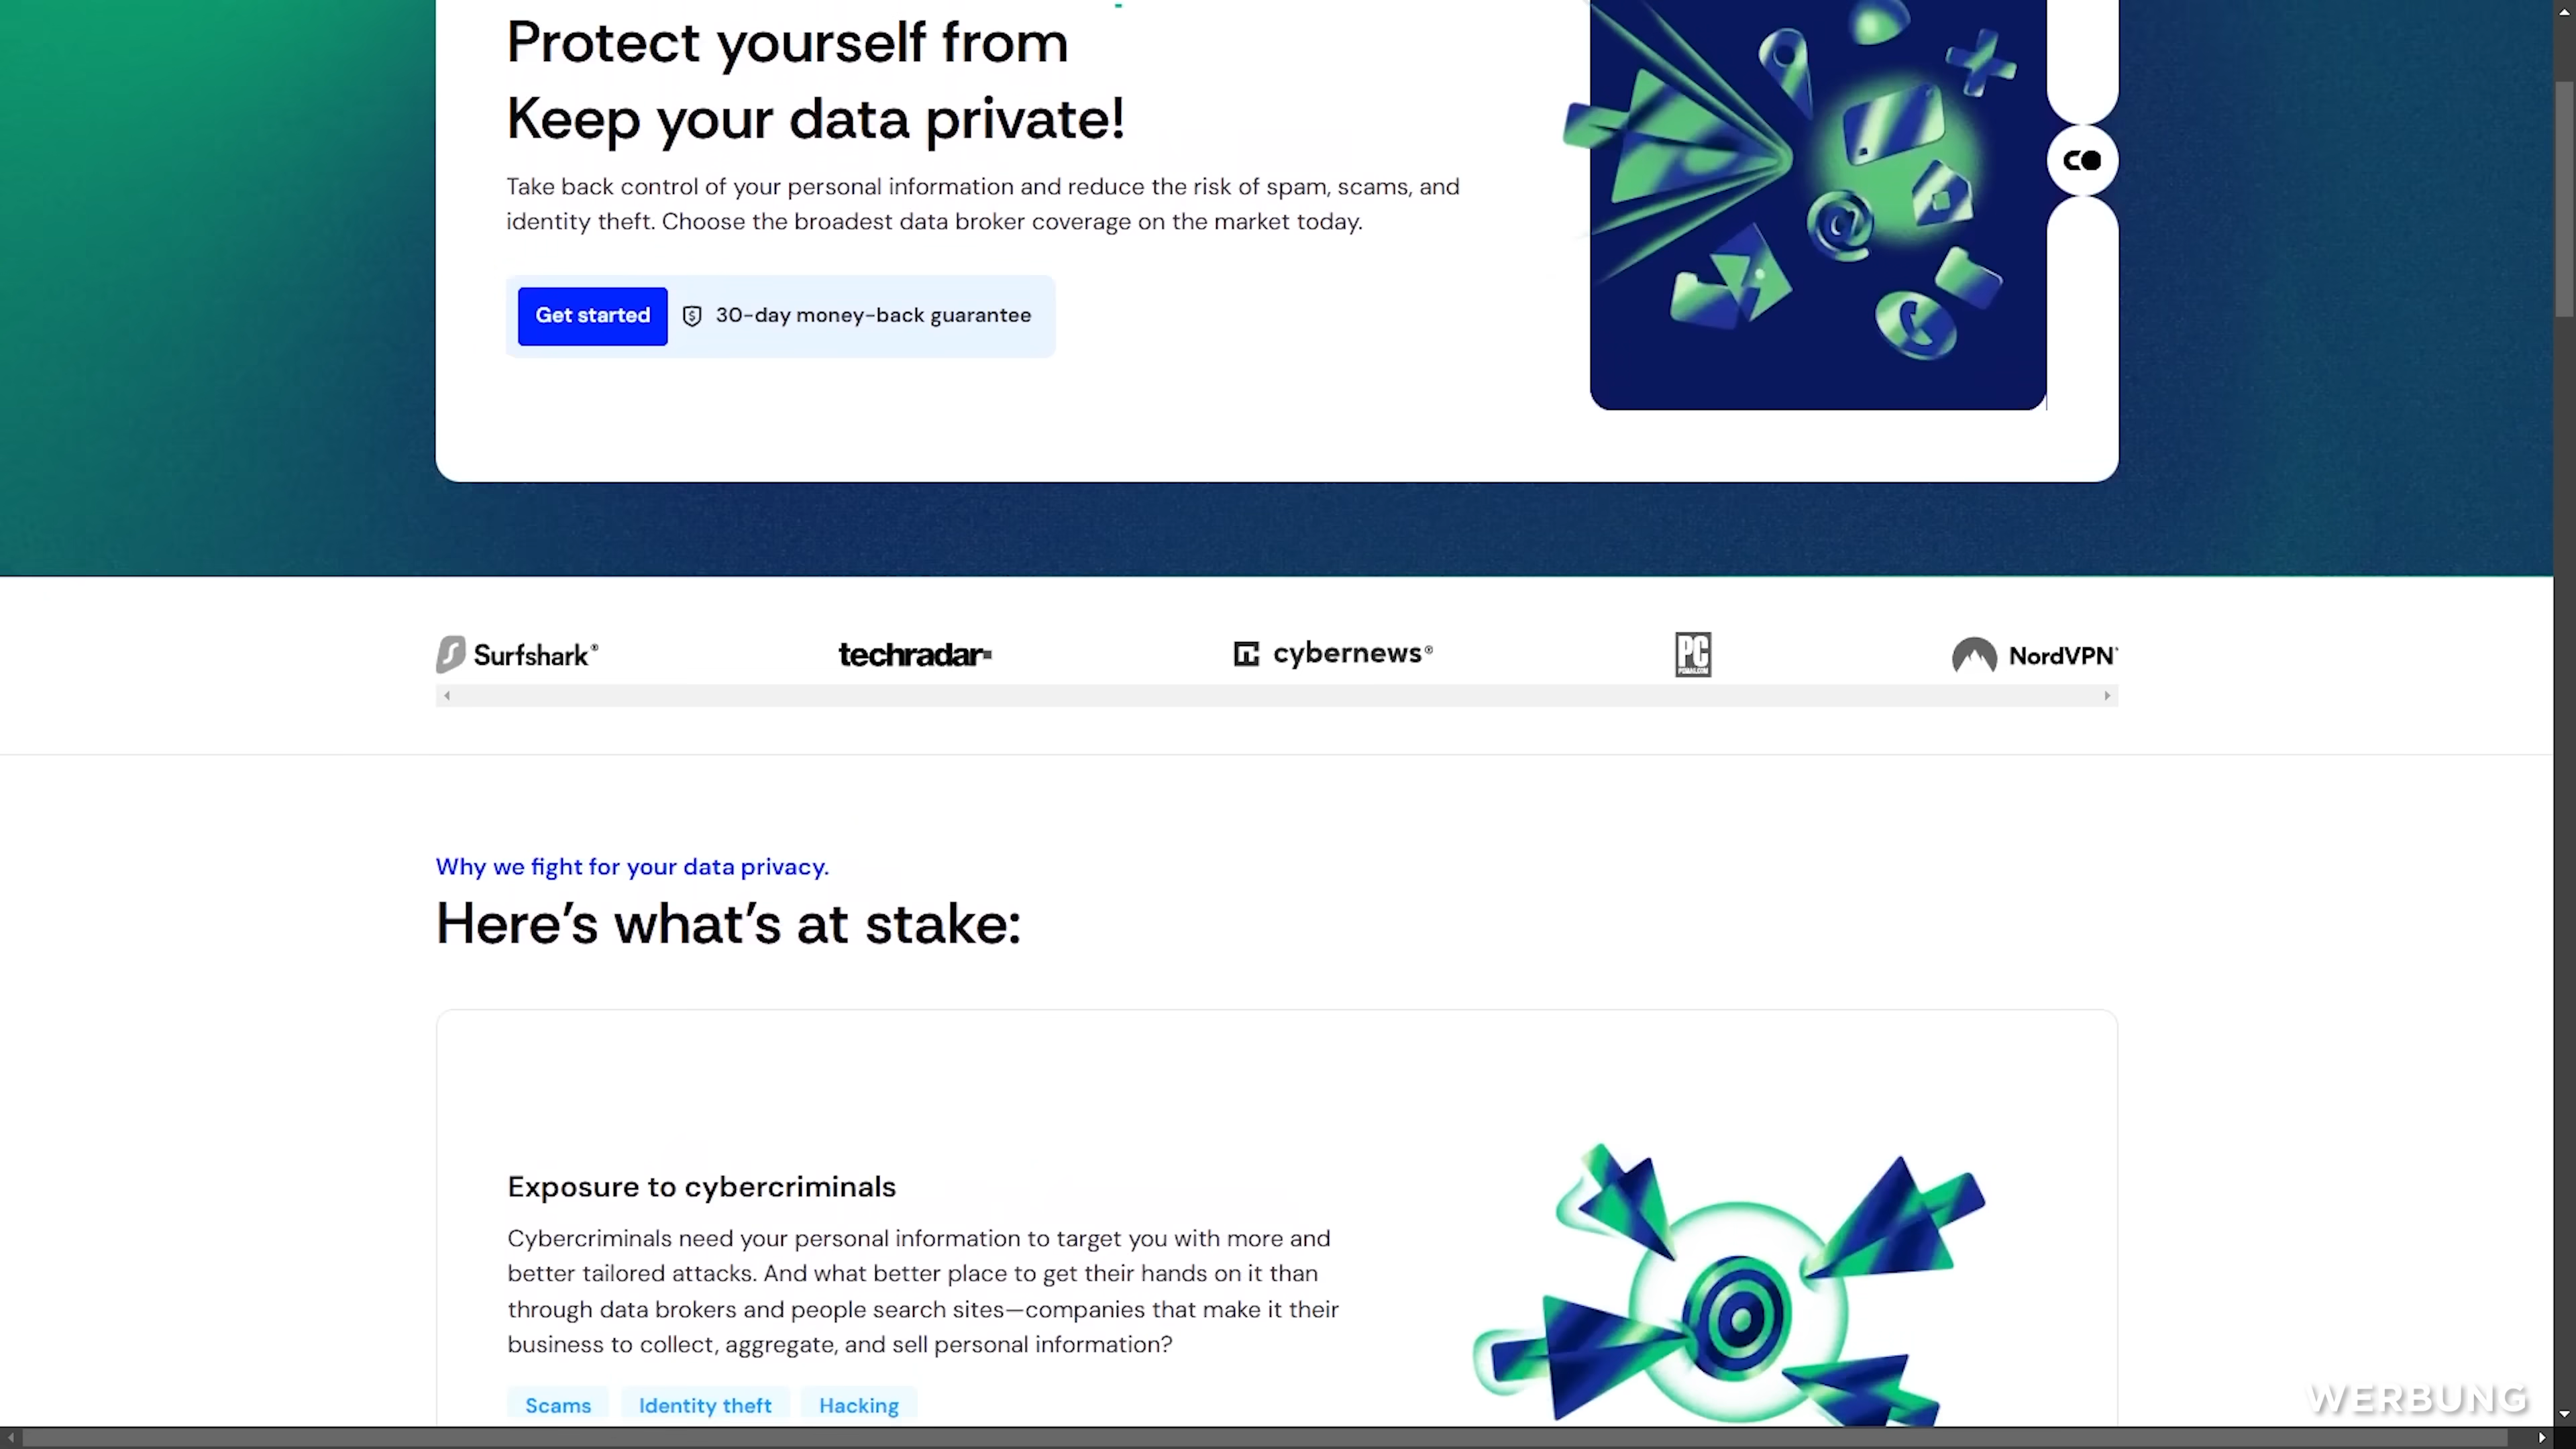 Protect yourself from
Keep your data private!
Take back control of your personal information and reduce the risk of spam, scams, and
identity theft. Choose the broadest data broker coverage on the market today.
Get started
30-day money-back guarantee
Surfshark®
techradar
cybernews®
PC
NordVPN
Why we fight for your data privacy.
Here's what's at stake:
Exposure to cybercriminals
Cybercriminals need your personal information to target you with more and
better tailored attacks. And what better place to get their hands on it than
through data brokers and people search sites—companies that make it their
business to collect, aggregate, and sell personal information?
Scams
Identity theft
Hacking
WERBUNG